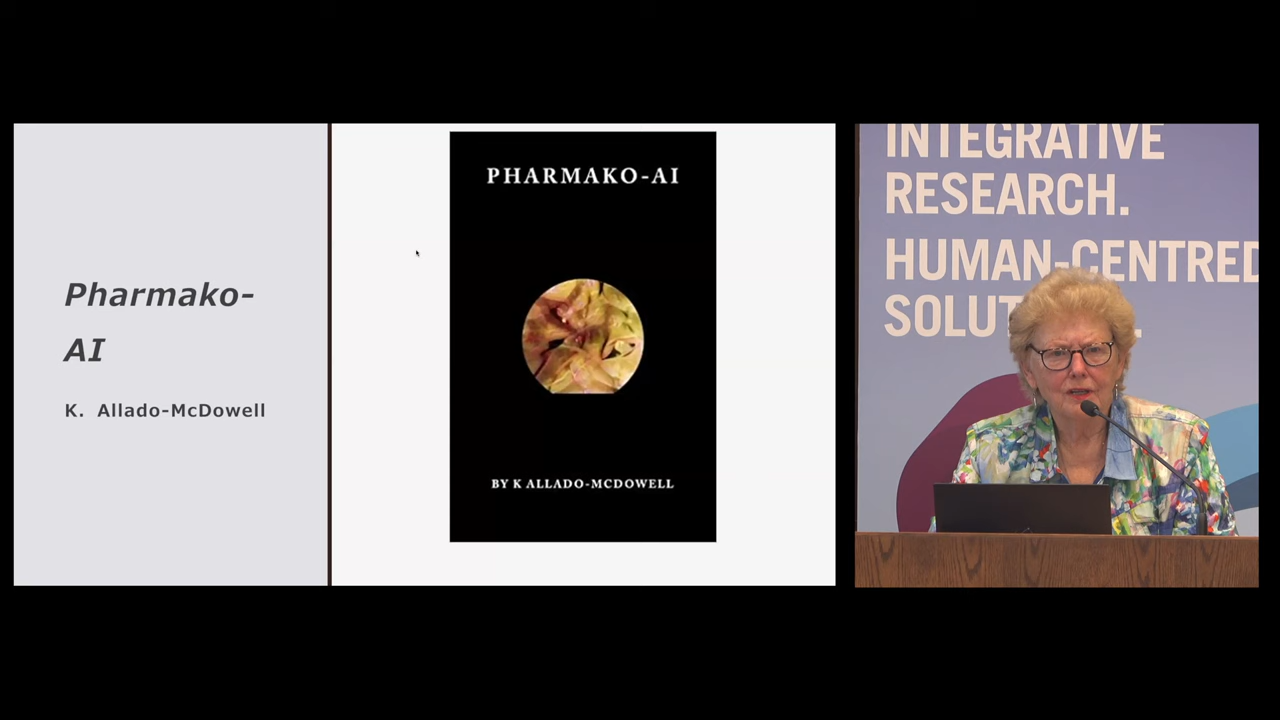 Pharmako-
AI
K. Allado-McDowell
PHARMAKO-AI
BY K ALLADO-MCDOWELL
INTEGRATIVE
RESEARCH.
HUMAN-CENTRED